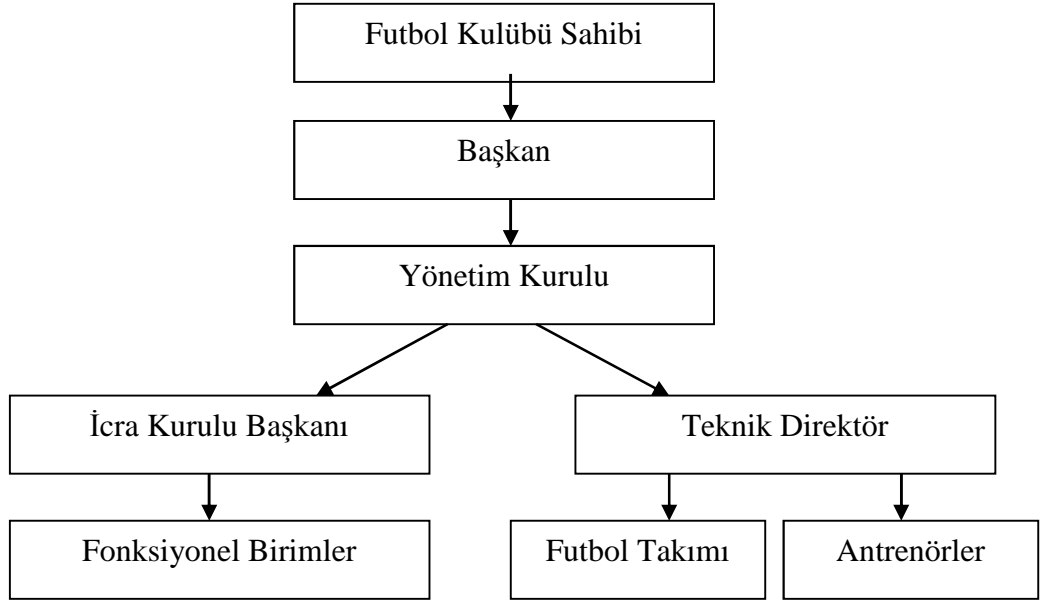 Futbol Kulübü Sahibi
Başkan
Yönetim Kurulu
İcra Kurulu Başkanı
Teknik Direktör
Fonksiyonel Birimler
Futbol Takımı
Antrenörler